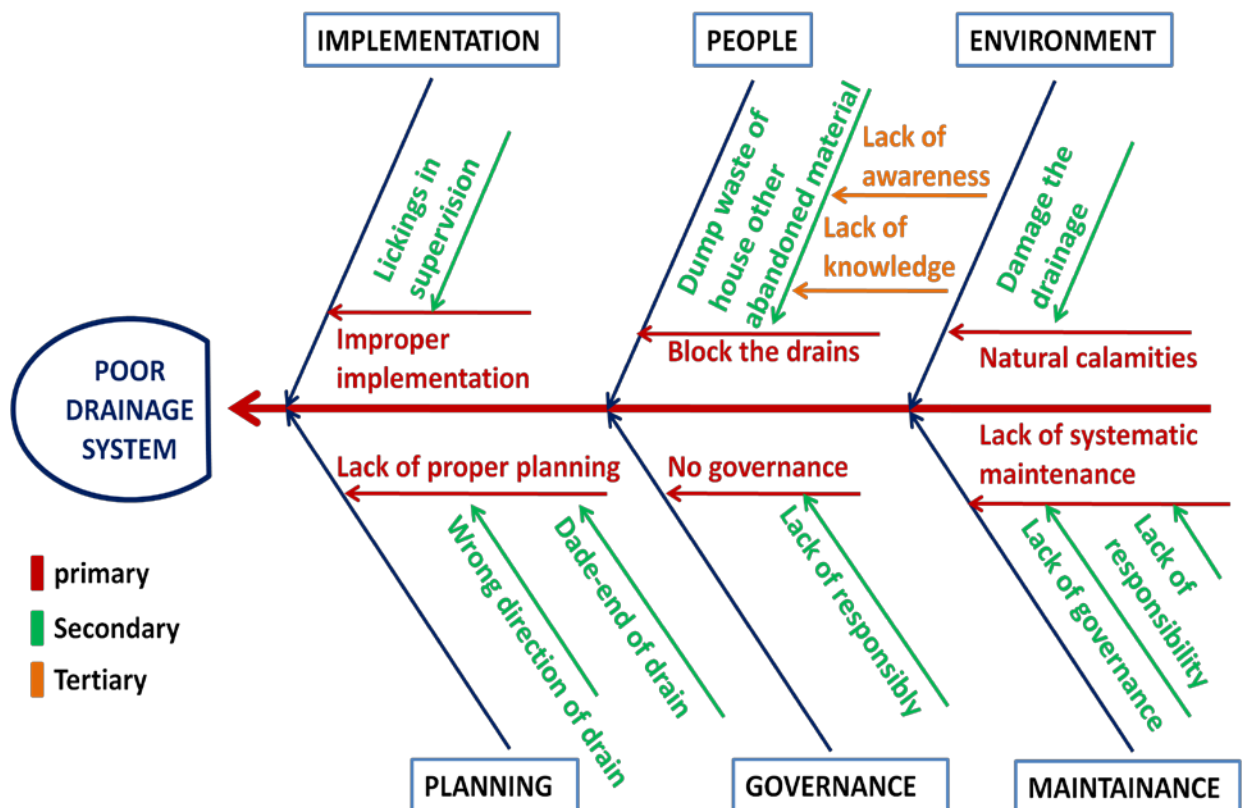 IMPLEMENTATION
PEOPLE
ENVIRONMENT
Lickings in
supervision
Dump waste of
house other
abandoned material
Lack of
awareness
Lack of
knowledge
Damage the
drainage
Improper
implementation
Block the drains
Natural calamities
POOR
DRAINAGE
SYSTEM
Lack of proper planning
No governance
Lack of systematic
maintenance
Wrong direction of drain
Dade-end of drain
Lack of responsibly
Lack of governance
Lack of
responsibility
primary
Secondary
Tertiary
PLANNING
GOVERNANCE
MAINTAINANCE